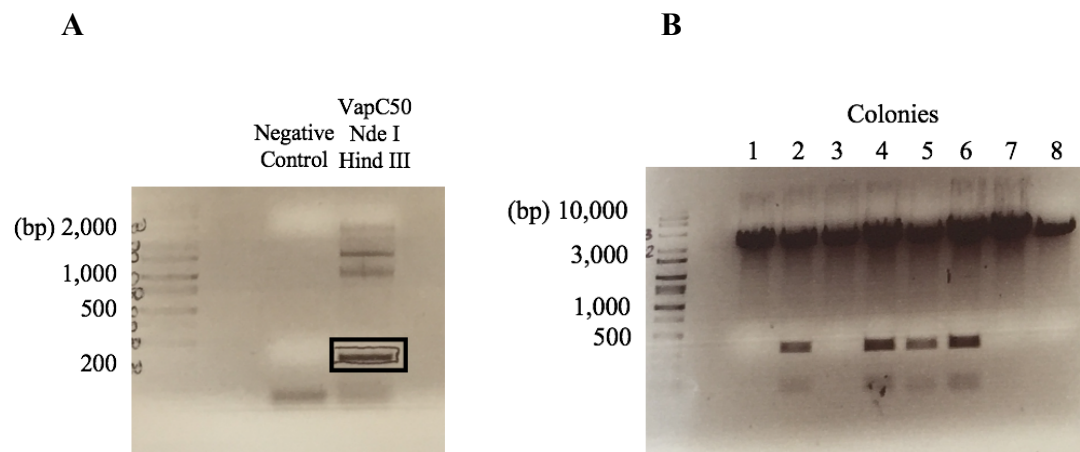 A
B
Negative
Control
VapC50
Nde I
Hind III
(bp) 2,000
1,000
500
200
Colonies
1 2 3 4 5 6 7 8
(bp) 10,000
3,000
1,000
500